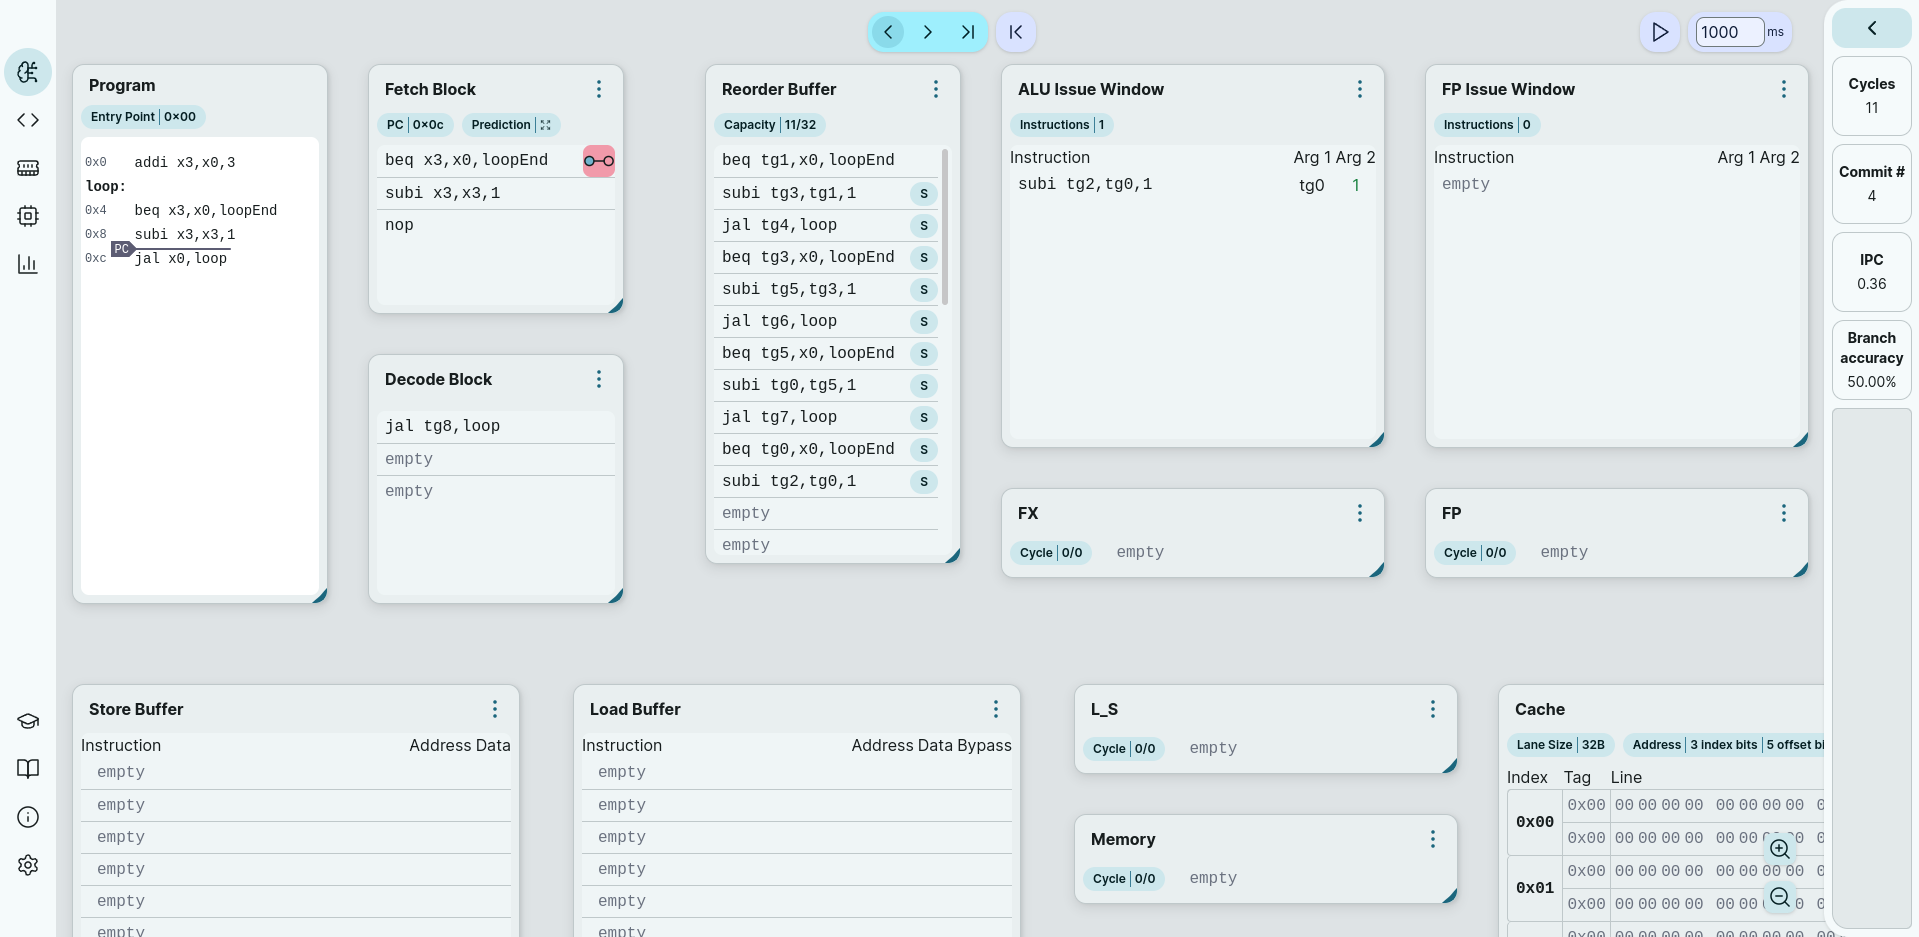 1000 ms
Program
Entry Point 0x00
0x0 addi x3,x0,3
loop:
0x4 beq x3,x0,loopEnd
0x8 subi x3,x3,1
PC
0xc jal x0,loop
Fetch Block
PC 0x0c Prediction
beq x3,x0,loopEnd
subi x3,x3,1
nop
Decode Block
jal tg8,loop
empty
empty
Reorder Buffer
Capacity 11/32
beq tg1,x0,loopEnd
subi tg3,tg1,1 S
jal tg4,loop S
beq tg3,x0,loopEnd S
subi tg5,tg3,1 S
jal tg6,loop S
beq tg5,x0,loopEnd S
subi tg0,tg5,1 S
jal tg7,loop S
beq tg0,x0,loopEnd S
subi tg2,tg0,1 S
empty
empty
ALU Issue Window
Instructions 1
Instruction Arg 1 Arg 2
subi tg2,tg0,1 tg0 1
FX
Cycle 0/0 empty
FP Issue Window
Instructions 0
Instruction Arg 1 Arg 2
empty
FP
Cycle 0/0 empty
Cycles
11
Commit #
4
IPC
0.36
Branch
accuracy
50.00%
Store Buffer
Instruction Address Data
empty
empty
empty
empty
empty
empty
Load Buffer
Instruction Address Data Bypass
empty
empty
empty
empty
empty
empty
L_S
Cycle 0/0 empty
Memory
Cycle 0/0 empty
Cache
Lane Size 32B Address 3 index bits 5 offset bi
Index Tag Line
0x00 0x00 00 00 00 00 00 00 00 00 0
0x00 00 00 00 00
0x01 0x00 00 00 00 00 00 00 00 00 0
0x00 00 00 00 00